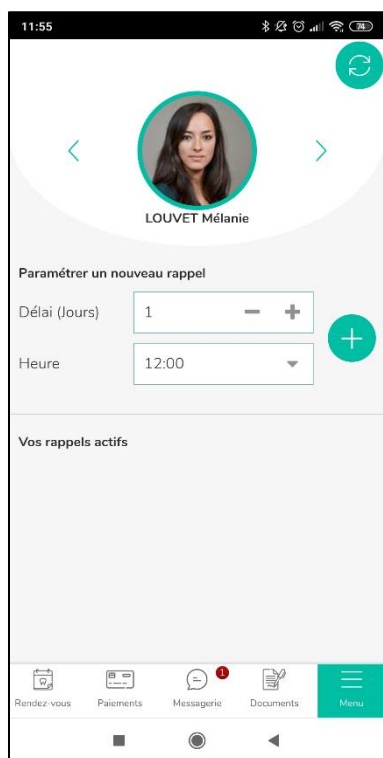 11:55
74
LOUVET Mélanie
Paramétrer un nouveau rappel
Délai (Jours)
1
Heure
12:00
Vos rappels actifs
1
Rendez-vous Paiements Messagerie Documents Menu